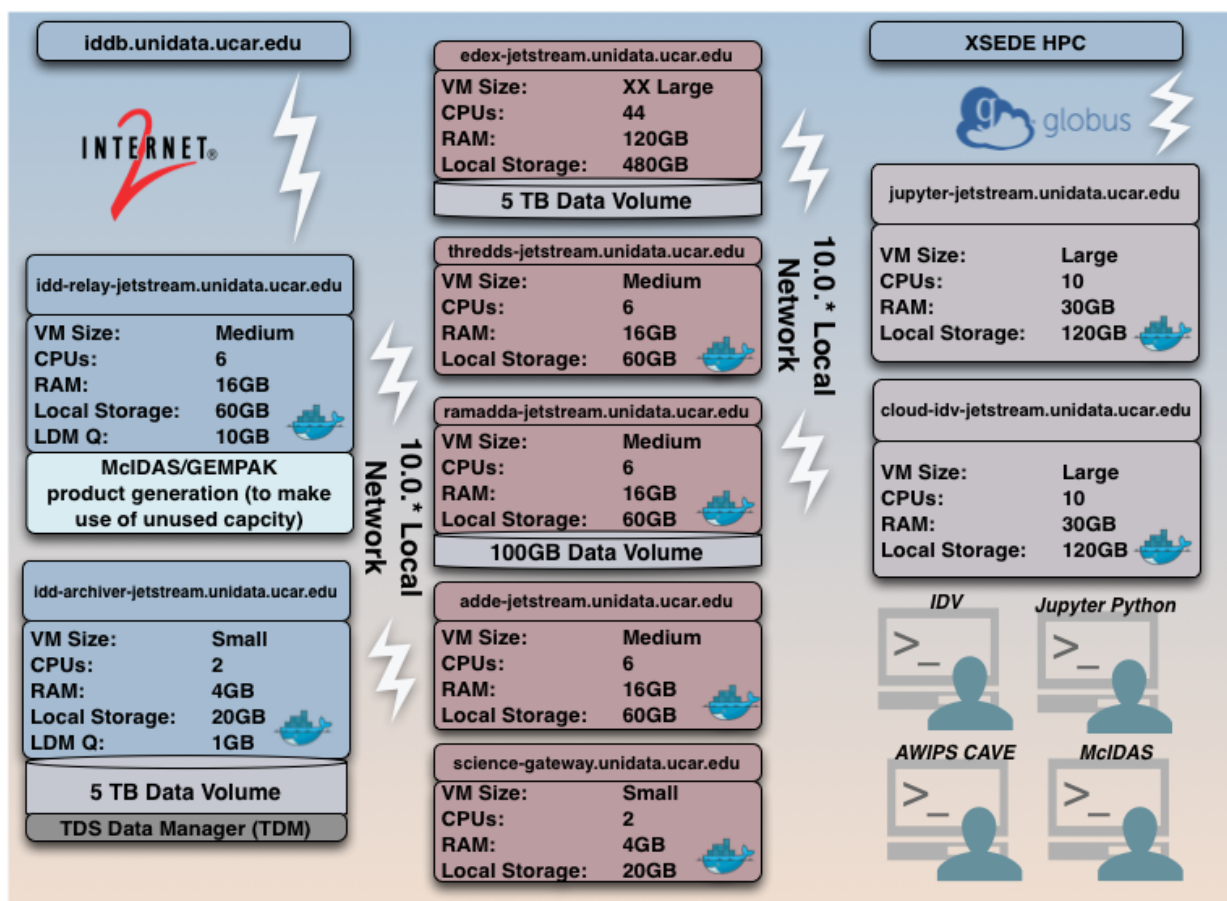 iddb.unidata.ucar.edu
INTERNET®
2
idd-relay-jetstream.unidata.ucar.edu
VM Size: Medium
CPUs: 6
RAM: 16GB
Local Storage: 60GB
LDM Q: 10GB
McIDAS/GEMPAK
product generation (to make
use of unused capcity)
idd-archiver-jetstream.unidata.ucar.edu
VM Size: Small
CPUs: 2
RAM: 4GB
Local Storage: 20GB
LDM Q: 1GB
5 TB Data Volume
TDS Data Manager (TDM)
10.0.* Local
Network
edex-jetstream.unidata.ucar.edu
VM Size: XX Large
CPUs: 44
RAM: 120GB
Local Storage: 480GB
5 TB Data Volume
thredds-jetstream.unidata.ucar.edu
VM Size: Medium
CPUs: 6
RAM: 16GB
Local Storage: 60GB
ramadda-jetstream.unidata.ucar.edu
VM Size: Medium
CPUs: 6
RAM: 16GB
Local Storage: 60GB
100GB Data Volume
adde-jetstream.unidata.ucar.edu
VM Size: Medium
CPUs: 6
RAM: 16GB
Local Storage: 60GB
science-gateway.unidata.ucar.edu
VM Size: Small
CPUs: 2
RAM: 4GB
Local Storage: 20GB
10.0.* Local
Network
XSEDE HPC
g globus
jupyter-jetstream.unidata.ucar.edu
VM Size: Large
CPUs: 10
RAM: 30GB
Local Storage: 120GB
cloud-idv-jetstream.unidata.ucar.edu
VM Size: Large
CPUs: 10
RAM: 30GB
Local Storage: 120GB
IDV
>_
Jupyter Python
>_
AWIPS CAVE
>_
McIDAS
>_